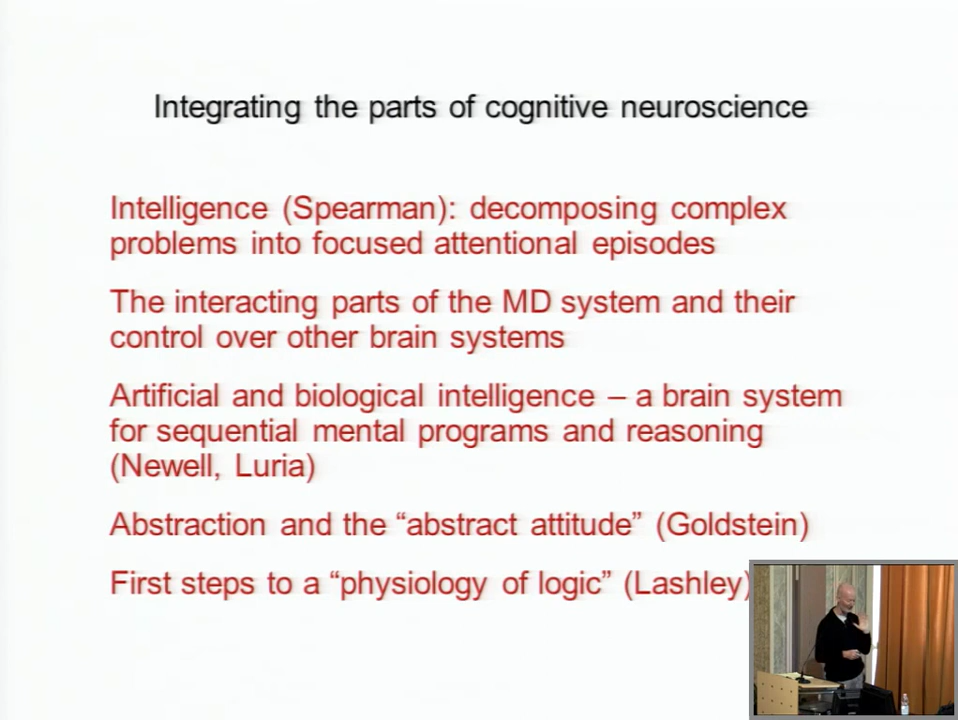 Integrating the parts of cognitive neuroscience
Intelligence (Spearman): decomposing complex
problems into focused attentional episodes
The interacting parts of the MD system and their
control over other brain systems
Artificial and biological intelligence – a brain system
for sequential mental programs and reasoning
(Newell, Luria)
Abstraction and the “abstract attitude” (Goldstein)
First steps to a “physiology of logic” (Lashley)